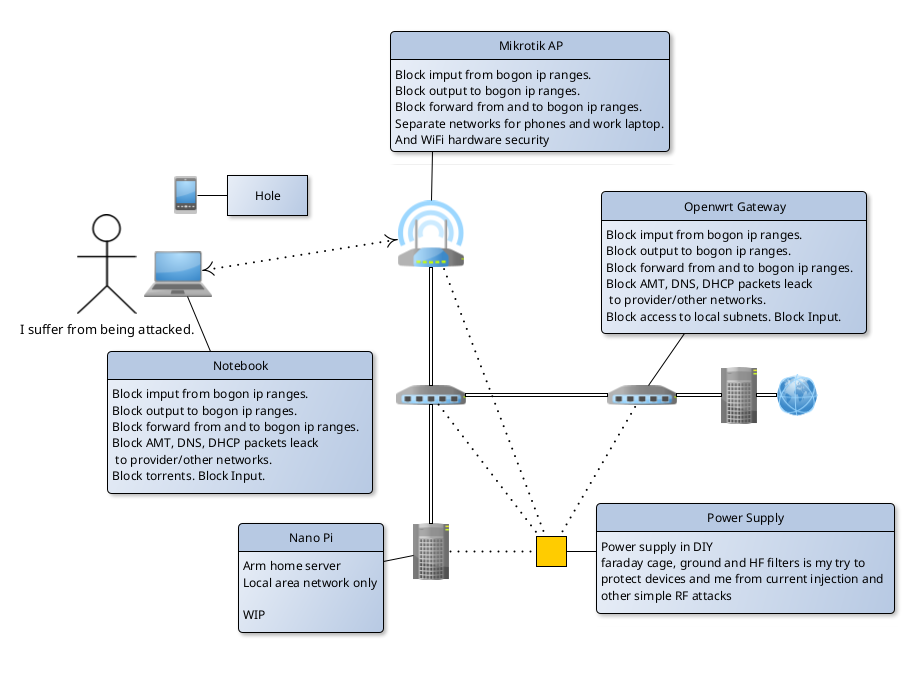 Mikrotik AP
Block imput from bogon ip ranges.
Block output to bogon ip ranges.
Block forward from and to bogon ip ranges.
Separate networks for phones and work laptop.
And WiFi hardware security
Hole
Openwrt Gateway
Block imput from bogon ip ranges.
Block output to bogon ip ranges.
Block forward from and to bogon ip ranges.
Block AMT, DNS, DHCP packets leack
to provider/other networks.
Block access to local subnets. Block Input.
I suffer from being attacked.
Notebook
Block imput from bogon ip ranges.
Block output to bogon ip ranges.
Block forward from and to bogon ip ranges.
Block AMT, DNS, DHCP packets leack
to provider/other networks.
Block torrents. Block Input.
Nano Pi
Arm home server
Local area network only
WIP
Power Supply
Power supply in DIY
faraday cage, ground and HF filters is my try to
protect devices and me from current injection and
other simple RF attacks